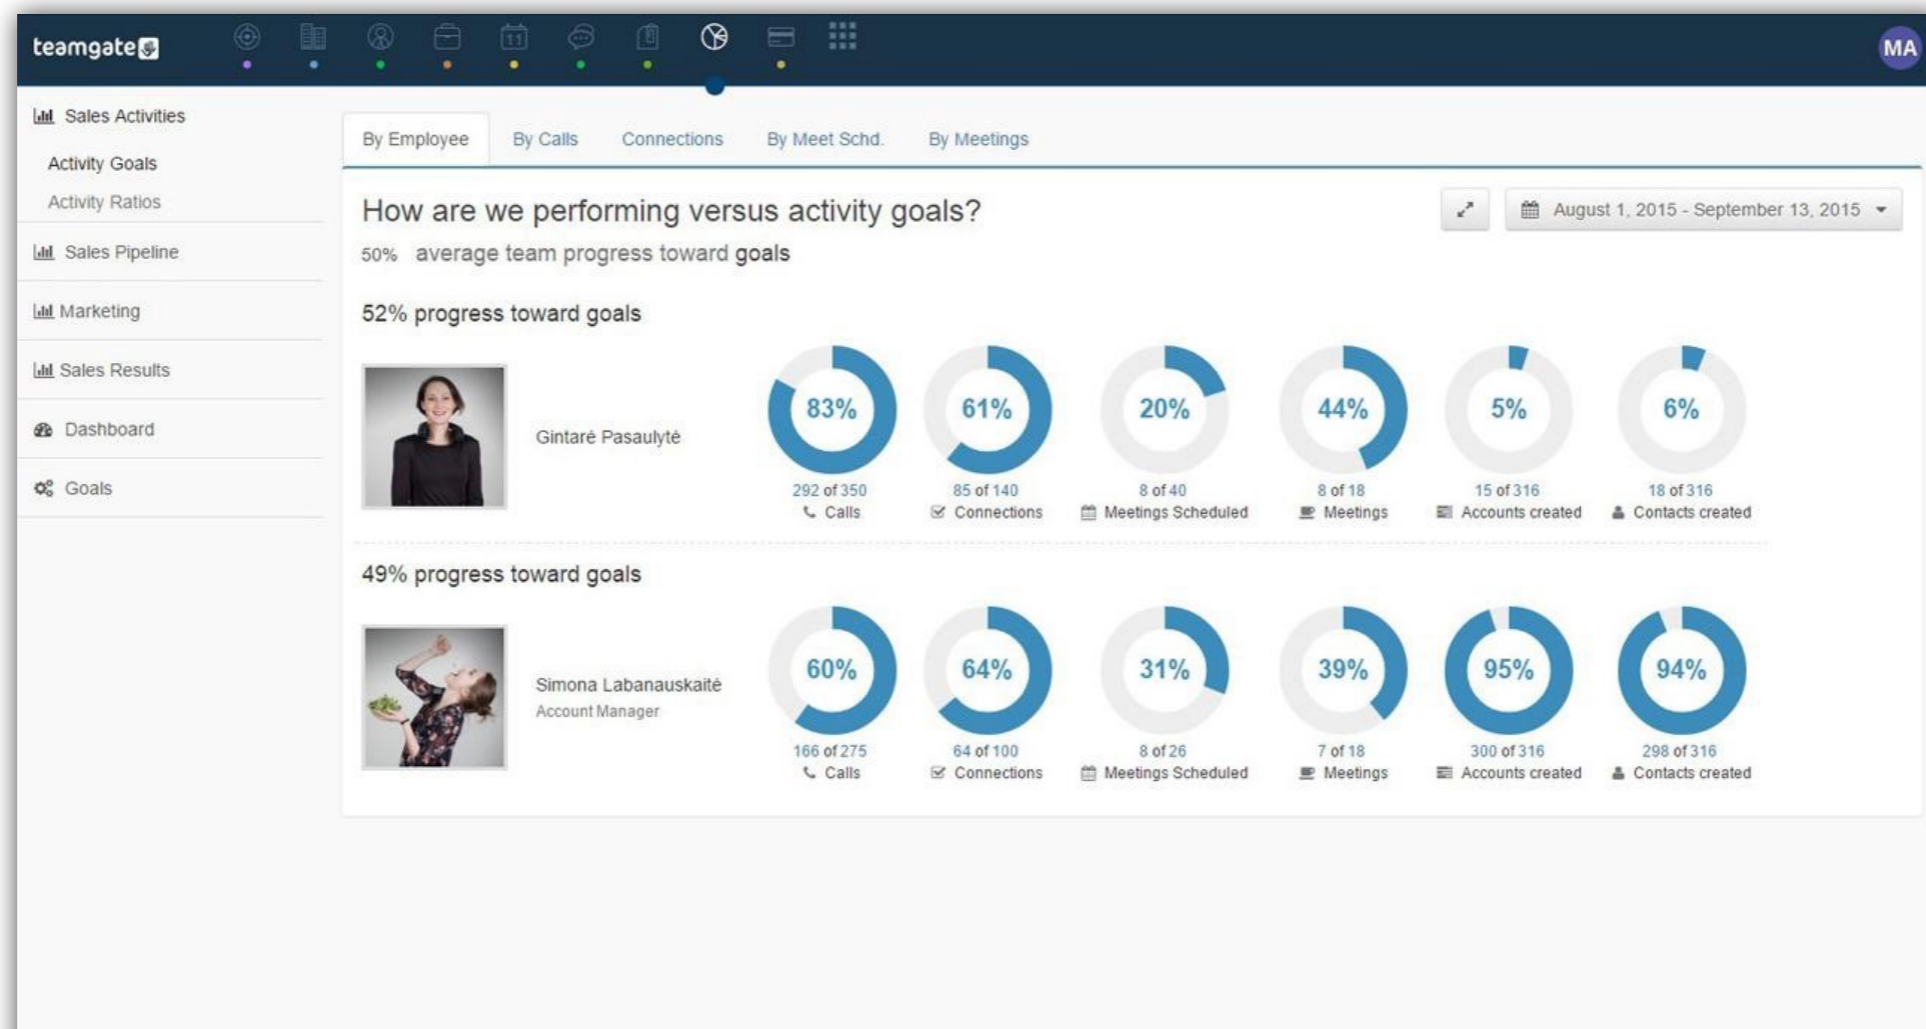 teamgate
11
MA
Sales Activities
Activity Goals
Activity Ratios
Sales Pipeline
Marketing
Sales Results
Dashboard
Goals
By Employee By Calls Connections By Meet Schd. By Meetings
How are we performing versus activity goals?
August 1, 2015 - September 13, 2015
50% average team progress toward goals
52% progress toward goals
Gintarė Pasaulytė
83% 61% 20% 44% 5% 6%
292 of 350 85 of 140 8 of 40 8 of 18 15 of 316 18 of 316
Calls Connections Meetings Scheduled Meetings Accounts created Contacts created
49% progress toward goals
Simona Labanauskaitė
Account Manager
60% 64% 31% 39% 95% 94%
166 of 275 64 of 100 8 of 26 7 of 18 300 of 316 298 of 316
Calls Connections Meetings Scheduled Meetings Accounts created Contacts created